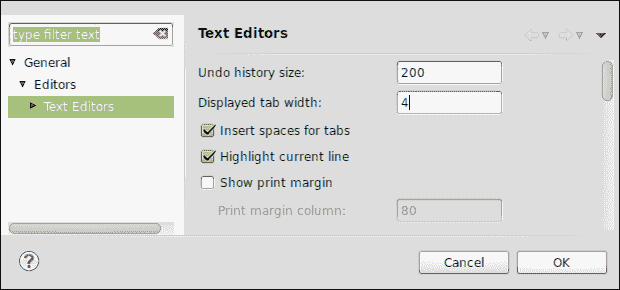 type filter text
General
Editors
Text Editors
Text Editors
Undo history size: 200
Displayed tab width: 4
Insert spaces for tabs
Highlight current line
Show print margin
Print margin column: 80
?
Cancel OK